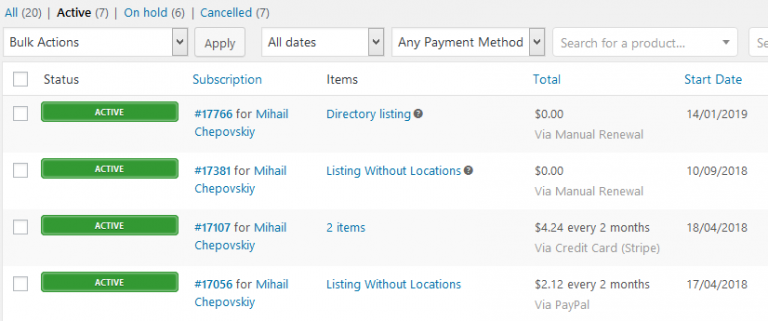 All (20) | Active (7) | On hold (6) | Cancelled (7)
Bulk Actions Apply All dates Any Payment Method Search for a product...
Status Subscription Items Total Start Date
ACTIVE #17766 for Mihail Directory listing $0.00 14/01/2019
Chepovskiy Via Manual Renewal
ACTIVE #17381 for Mihail Listing Without Locations $0.00 10/09/2018
Chepovskiy Via Manual Renewal
ACTIVE #17107 for Mihail 2 items $4.24 every 2 months 18/04/2018
Chepovskiy Via Credit Card (Stripe)
ACTIVE #17056 for Mihail Listing Without Locations $2.12 every 2 months 17/04/2018
Chepovskiy Via PayPal